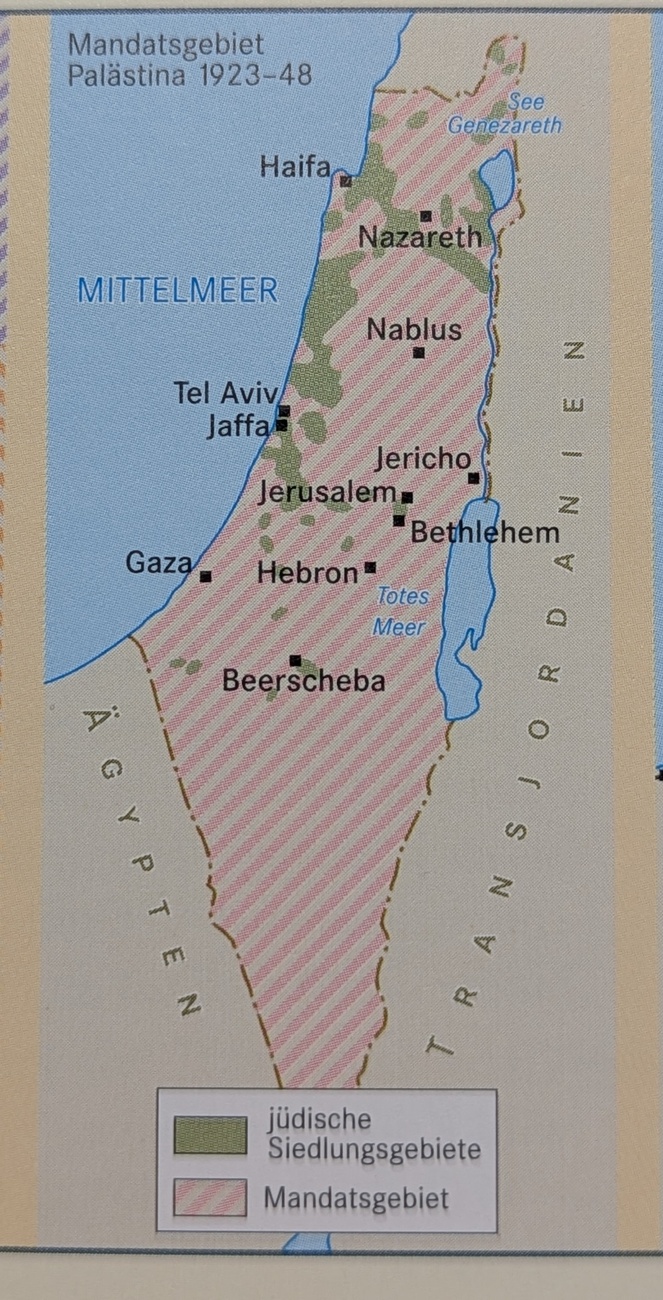 Mandatsgebiet
Palästina 1923–48
See
Genezareth
Haifa
Nazareth
MITTELMEER
Nablus
Tel Aviv
Jaffa
Jericho
Jerusalem
Bethlehem
Gaza
Hebron
Totes
Meer
Beerscheba
ÄGYPTEN
TRANSJORDANIEN
jüdische
Siedlungsgebiete
Mandatsgebiet